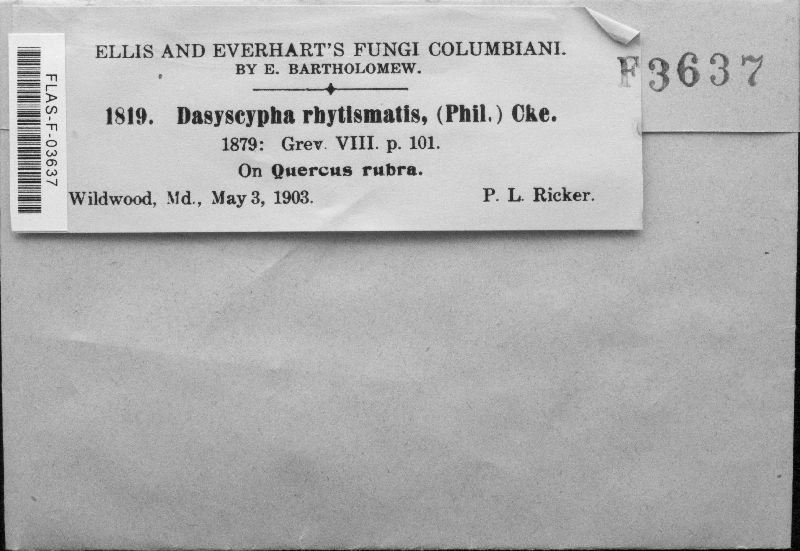 ELLIS AND EVERHART'S FUNGI COLUMBIANI.
BY E. BARTHOLOMEW.
F3637
FLAS-F-03637
1819. Dasyscypha rhytismatis, (Phil.) Cke.
1879: Grev. VIII. p. 101.
On Quercus rubra.
Wildwood, Md., May 3, 1903. P. L. Ricker.